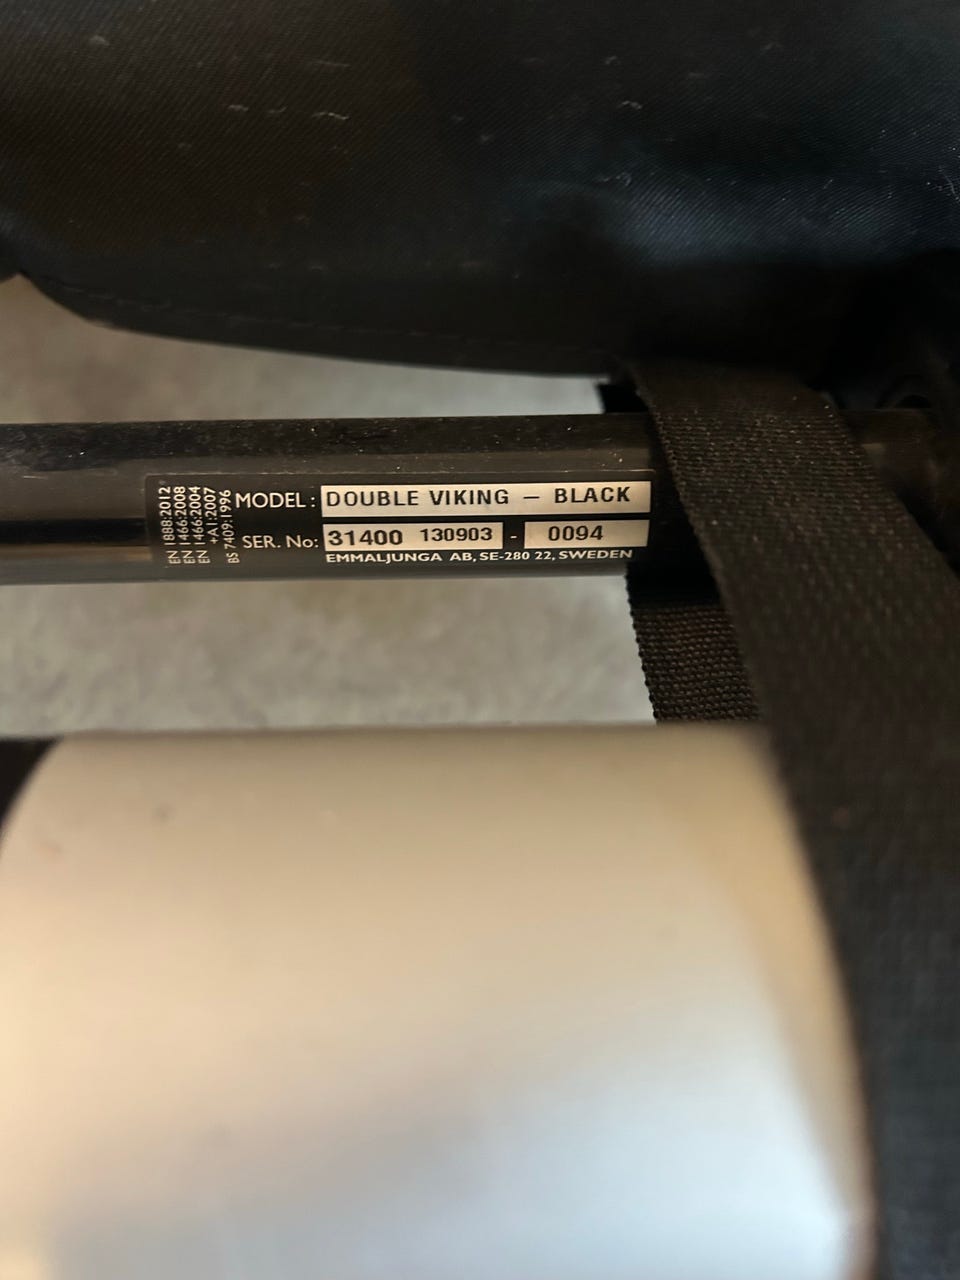 EN 1888:2012
EN 1466:2008
EN 1466:2004
+A1:2007
BS 7409:1996
MODEL: DOUBLE VIKING – BLACK
SER. No: 31400 130903 - 0094
EMMALJUNGA AB, SE-280 22, SWEDEN